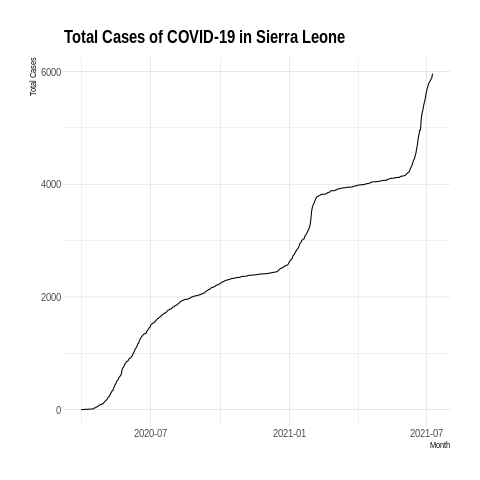 Total Cases of COVID-19 in Sierra Leone
Total Cases
6000
4000
2000
0
2020-07 2021-01 2021-07
Month